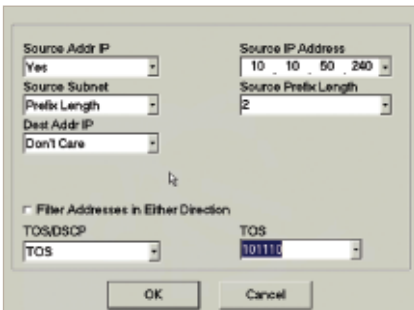 Source Addr IP
Source IP Address
Yes
10 . 10 . 50 . 240
Source Subnet
Source Prefix Length
Prefix Length
2
Dest Addr IP
Don't Care
Filter Addresses in Either Direction
TOS/DSCP
TOS
TOS
101110
OK
Cancel